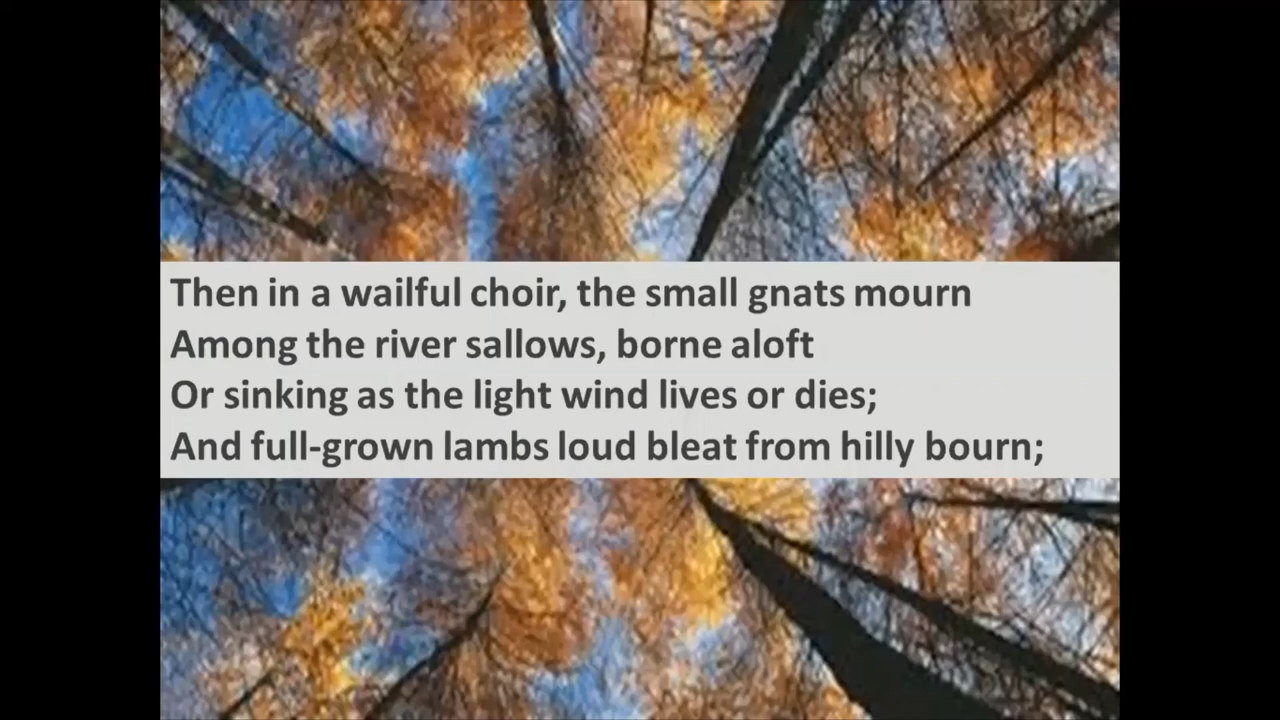 Then in a wailful choir, the small gnats mourn
Among the river sallows, borne aloft
Or sinking as the light wind lives or dies;
And full-grown lambs loud bleat from hilly bourn;